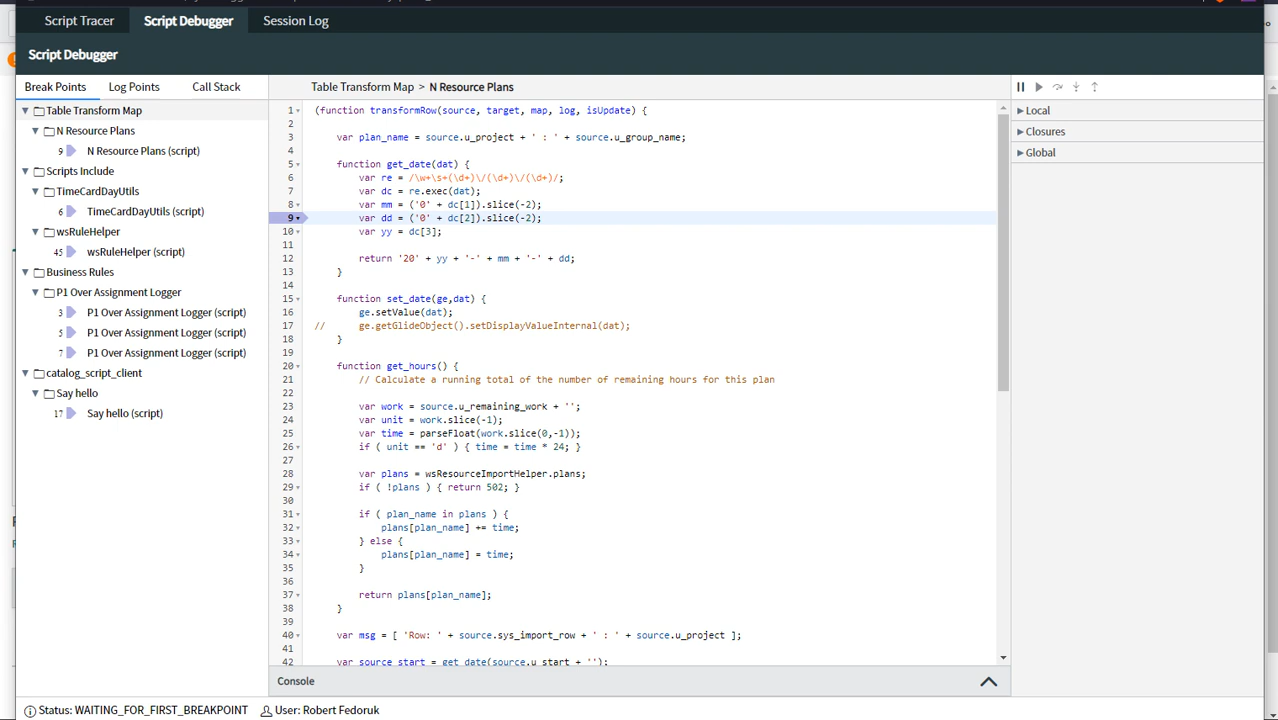 Script Tracer Script Debugger Session Log
Script Debugger
Break Points Log Points Call Stack
Table Transform Map
N Resource Plans
9 N Resource Plans (script)
Scripts Include
TimeCardDayUtils
6 TimeCardDayUtils (script)
wsRuleHelper
45 wsRuleHelper (script)
Business Rules
P1 Over Assignment Logger
3 P1 Over Assignment Logger (script)
5 P1 Over Assignment Logger (script)
7 P1 Over Assignment Logger (script)
catalog_script_client
Say hello
17 Say hello (script)
Table Transform Map > N Resource Plans
1 (function transformRow(source, target, map, log, isUpdate) {
2
3 var plan_name = source.u_project + ' : ' + source.u_group_name;
4
5 function get_date(dat) {
6 var re = /\w+\s+(\d+)\/(\d+)\/(\d+)/;
7 var dc = re.exec(dat);
8 var mm = ('0' + dc[1]).slice(-2);
9 var dd = ('0' + dc[2]).slice(-2);
10 var yy = dc[3];
11
12 return '20' + yy + '-' + mm + '-' + dd;
13 }
14
15 function set_date(ge,dat) {
16 ge.setValue(dat);
17 // ge.getGlideObject().setDisplayValueInternal(dat);
18 }
19
20 function get_hours() {
21 // Calculate a running total of the number of remaining hours for this plan
22
23 var work = source.u_remaining_work + '';
24 var unit = work.slice(-1);
25 var time = parseFloat(work.slice(0,-1));
26 if ( unit == 'd' ) { time = time * 24; }
27
28 var plans = wsResourceImportHelper.plans;
29 if ( !plans ) { return 502; }
30
31 if ( plan_name in plans ) {
32 plans[plan_name] += time;
33 } else {
34 plans[plan_name] = time;
35 }
36
37 return plans[plan_name];
38 }
39
40 var msg = [ 'Row: ' + source.sys_import_row + ' : ' + source.u_project ];
41
42 var source_start = get_date(source.u_start + '');
Console
Local
Closures
Global
Status: WAITING_FOR_FIRST_BREAKPOINT User: Robert Fedoruk